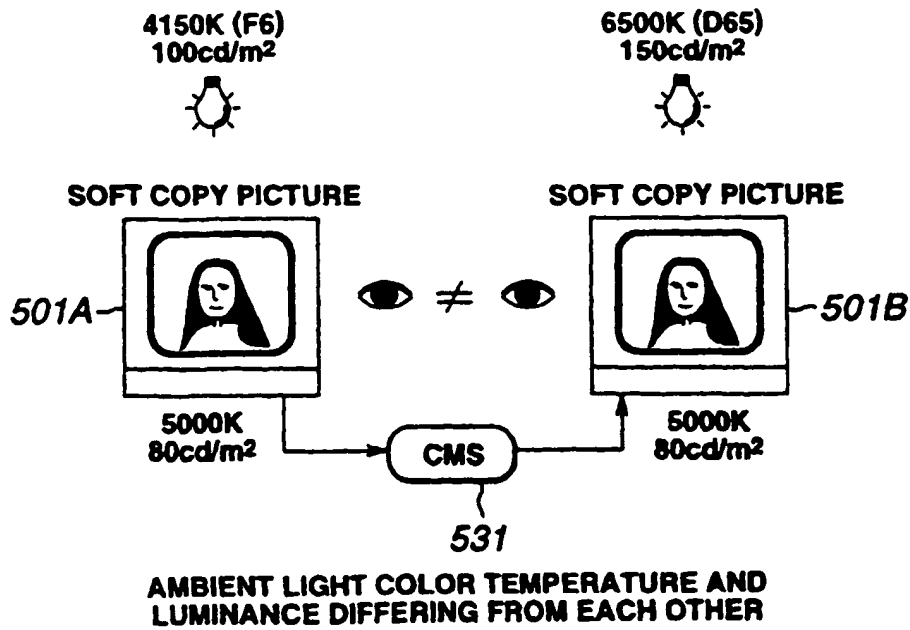 4150K (F6)
100cd/m2
6500K (D65)
150cd/m2
SOFT COPY PICTURE
SOFT COPY PICTURE
501A
≠
501B
5000K
80cd/m2
5000K
80cd/m2
CMS
531
AMBIENT LIGHT COLOR TEMPERATURE AND
LUMINANCE DIFFERING FROM EACH OTHER